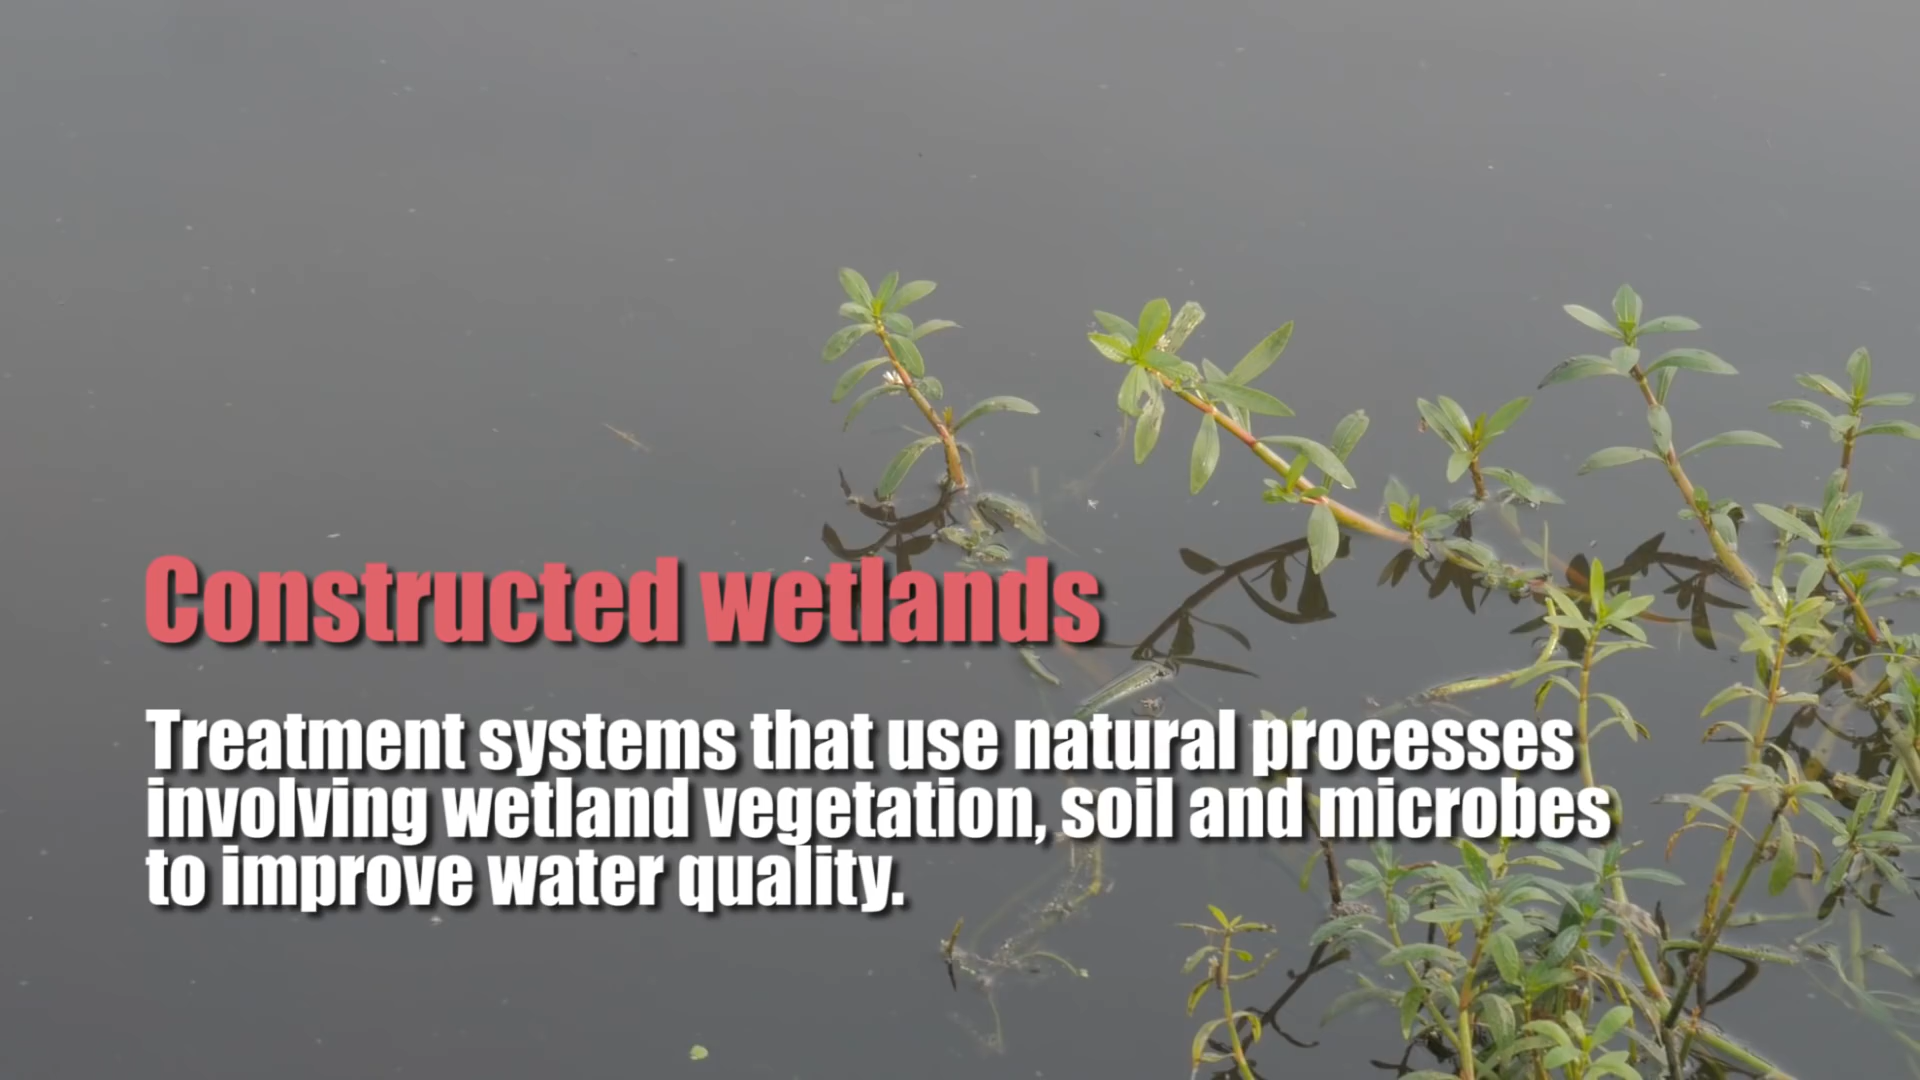 Constructed wetlands
Treatment systems that use natural processes
involving wetland vegetation, soil and microbes
to improve water quality.